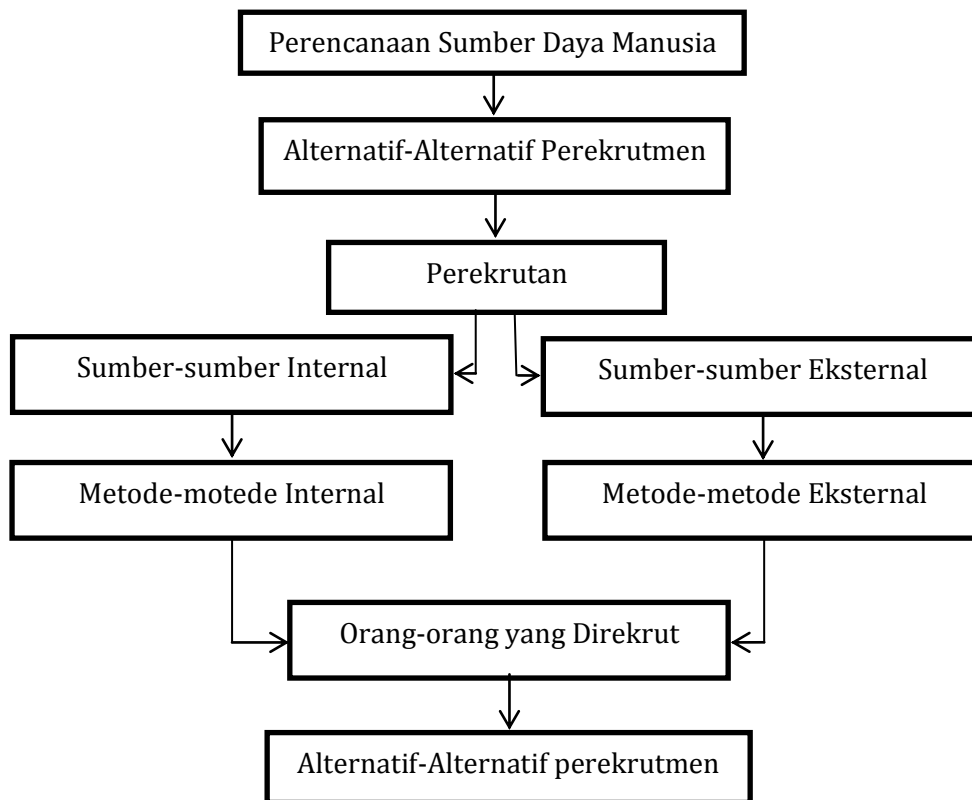 Perencanaan Sumber Daya Manusia
Alternatif-Alternatif Perekrutmen
Perekrutan
Sumber-sumber Internal
Sumber-sumber Eksternal
Metode-motede Internal
Metode-metode Eksternal
Orang-orang yang Direkrut
Alternatif-Alternatif perekrutmen